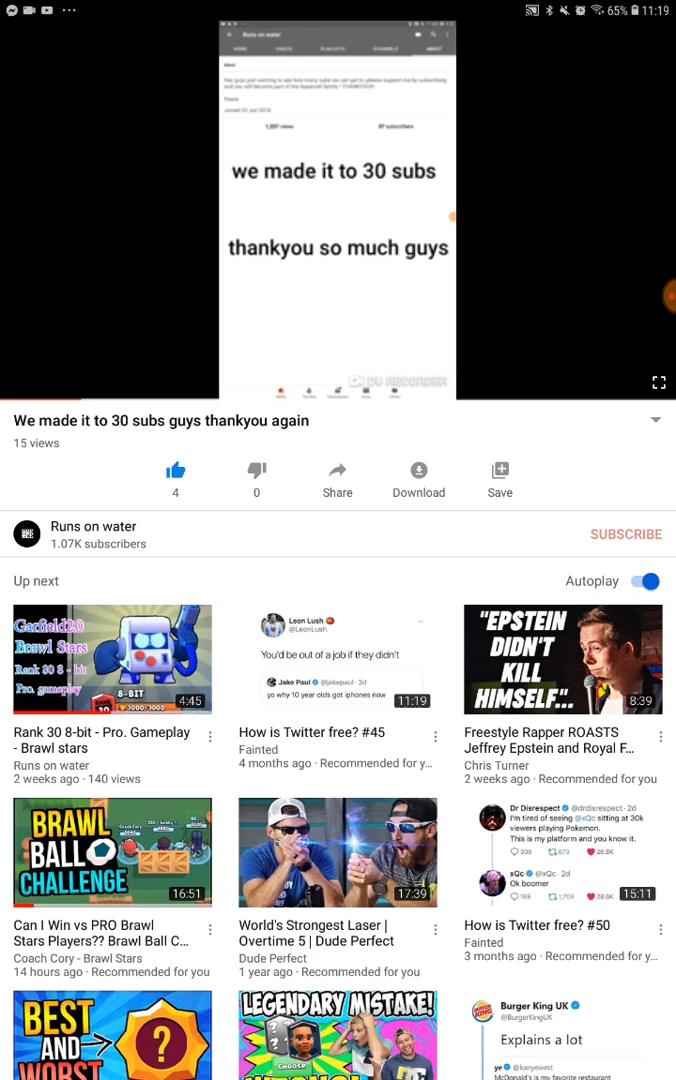 65% 11:19
Runs on water
HOME VIDEOS PLAYLISTS CHANNELS ABOUT
Hey guys just wanting to see how many subs we can get to ,please support me by subscribing
and you will become part of the Supercell family ! THANKYOU!!
Peace
Joined 23 Jun 2018
1,257 views 37 subscribers
we made it to 30 subs
thankyou so much guys
DU RECORDER
We made it to 30 subs guys thankyou again
15 views
4 0 Share Download Save
Runs on water
1.07K subscribers
SUBSCRIBE
Up next
Autoplay
Garfield20
Brawl Stars
Rank 30 8 - bit
Pro. gameplay
8-BIT
4:45
Rank 30 8-bit - Pro. Gameplay
- Brawl stars
Runs on water
2 weeks ago · 140 views
Leon Lush
@LeonLush
You'd be out of a job if they didn't
Jake Paul @jakepaul · 3d
yo why 10 year olds got iphones now
11:19
How is Twitter free? #45
Fainted
4 months ago · Recommended for y...
"EPSTEIN
DIDN'T
KILL
HIMSELF"...
8:39
Freestyle Rapper ROASTS
Jeffrey Epstein and Royal F...
Chris Turner
2 weeks ago · Recommended for you
BRAWL
BALL
CHALLENGE
CoachCory
16:51
Can I Win vs PRO Brawl
Stars Players?? Brawl Ball C...
Coach Cory - Brawl Stars
14 hours ago · Recommended for you
17:39
World's Strongest Laser |
Overtime 5 | Dude Perfect
Dude Perfect
1 year ago · Recommended for you
Dr Disrespect @drdisrespect · 2d
I'm tired of seeing @xQc sitting at 30k
viewers playing Pokemon.
This is my platform and you know it.
306 673 26.8K
xQc @xQc · 2d
Ok boomer
169 1,709 28.6K
15:11
How is Twitter free? #50
Fainted
3 months ago · Recommended for y...
BEST
AND
WORST
?
LEGENDARY MISTAKE!
CHOOSE
Burger King UK
@BurgerKingUK
Explains a lot
ye @kanyewest
McDonald's is my favorite restaurant